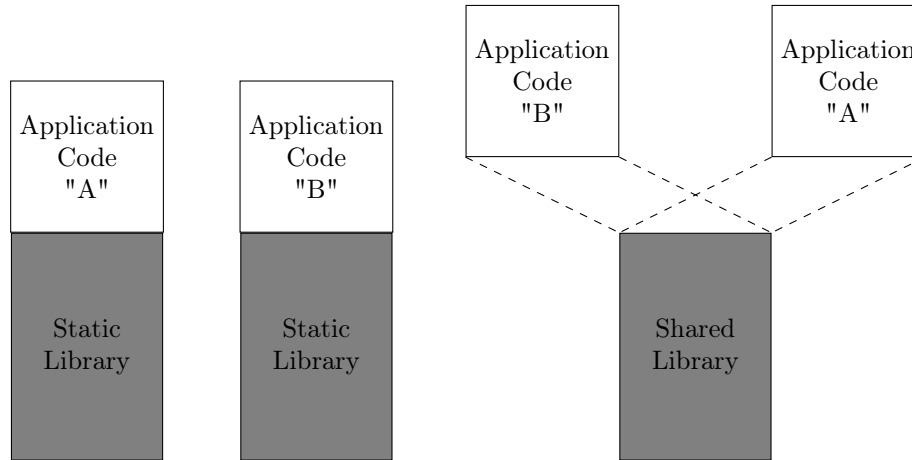 Application
Code
"A"
Static
Library
Application
Code
"B"
Static
Library
Application
Code
"B"
Application
Code
"A"
Shared
Library